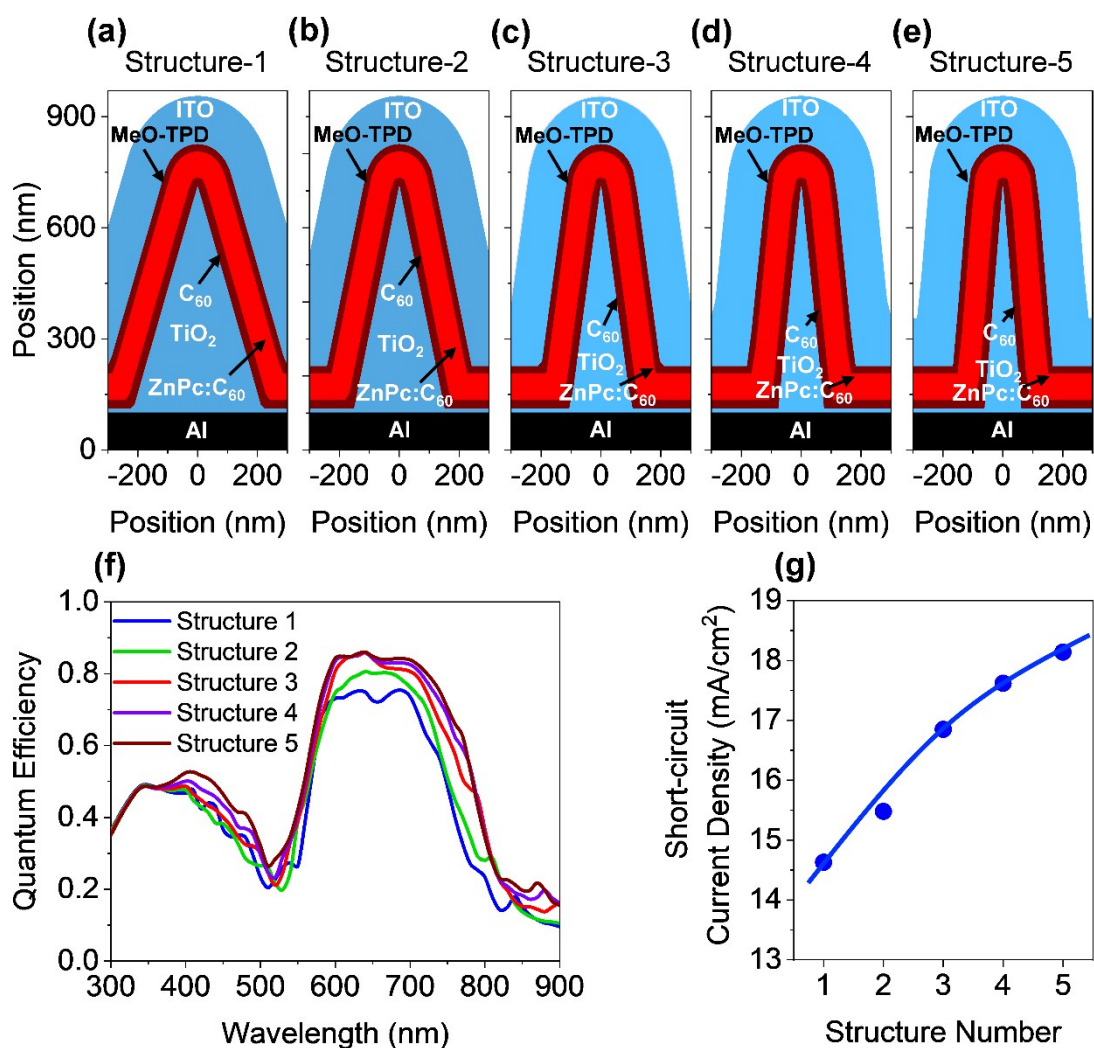 (a)
Structure-1
(b)
Structure-2
(c)
Structure-3
(d)
Structure-4
(e)
Structure-5
Position (nm)
900
600
300
0
ITO
MeO-TPD
C60
TiO2
ZnPc:C60
Al
-200 0 200
Position (nm)
ITO
MeO-TPD
C60
TiO2
ZnPc:C60
Al
-200 0 200
Position (nm)
ITO
MeO-TPD
C60
TiO2
ZnPc:C60
Al
-200 0 200
Position (nm)
ITO
MeO-TPD
C60
TiO2
ZnPc:C60
Al
-200 0 200
Position (nm)
ITO
MeO-TPD
C60
TiO2
ZnPc:C60
Al
-200 0 200
Position (nm)
(f)
Quantum Efficiency
1.0
0.8
0.6
0.4
0.2
0.0
Structure 1
Structure 2
Structure 3
Structure 4
Structure 5
300 400 500 600 700 800 900
Wavelength (nm)
(g)
Short-circuit
Current Density (mA/cm2)
19
18
17
16
15
14
13
1 2 3 4 5
Structure Number